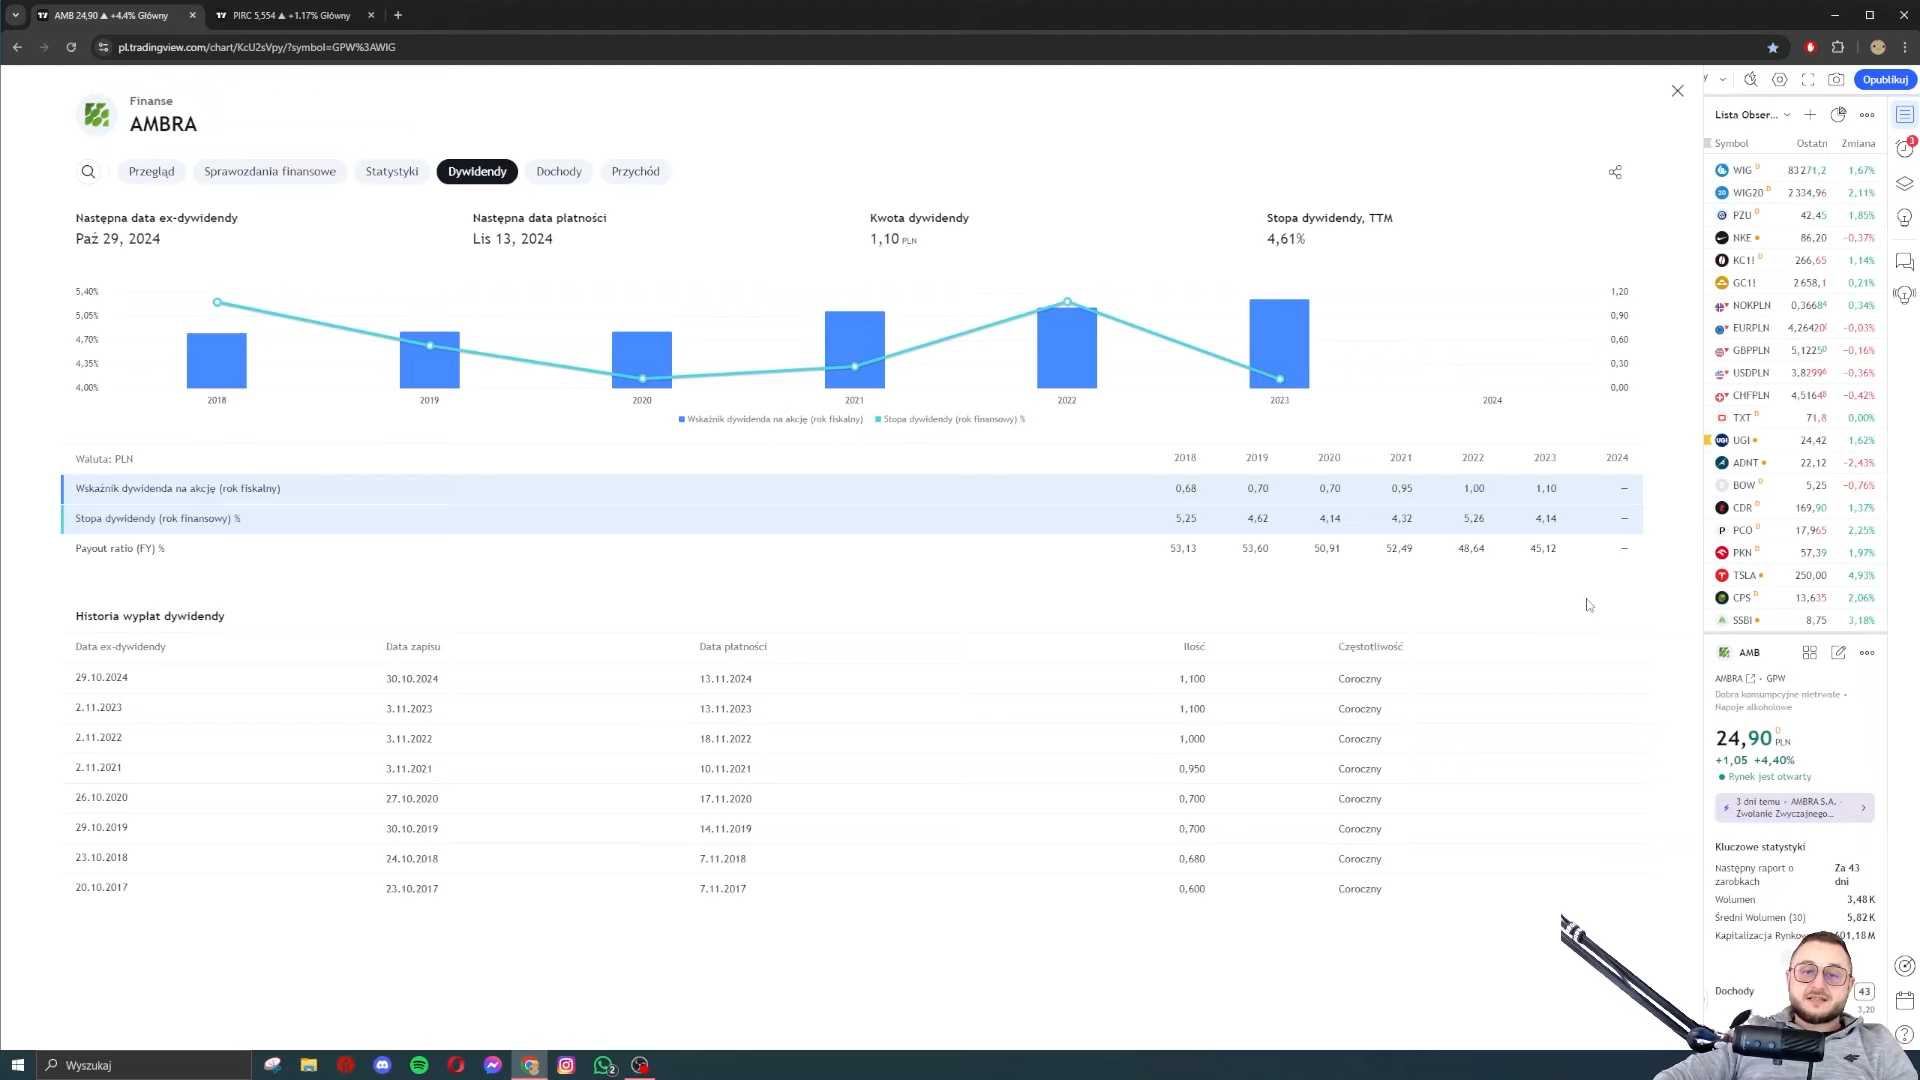 AMB 24,90 ▲ +4.4% Główny
PIRC 5,554 ▲ +1.17% Główny
pl.tradingview.com/chart/KcU2sVpy/?symbol=GPW%3AWIG
Finanse
AMBRA
Przegląd
Sprawozdania finansowe
Statystyki
Dywidendy
Dochody
Przychód
Następna data ex-dywidendy
Paź 29, 2024
Następna data płatności
Lis 13, 2024
Kwota dywidendy
1,10 PLN
Stopa dywidendy, TTM
4,61%
5,40% 1,20
5,05% 0,90
4,70% 0,60
4,35% 0,30
4,00% 0,00
2018 2019 2020 2021 2022 2023 2024
Wskaźnik dywidenda na akcję (rok fiskalny) Stopa dywidendy (rok finansowy) %
Waluta: PLN 2018 2019 2020 2021 2022 2023 2024
Wskaźnik dywidenda na akcję (rok fiskalny) 0,68 0,70 0,70 0,95 1,00 1,10 —
Stopa dywidendy (rok finansowy) % 5,25 4,62 4,14 4,32 5,26 4,14 —
Payout ratio (FY) % 53,13 53,60 50,91 52,49 48,64 45,12 —
Historia wypłat dywidendy
Data ex-dywidendy Data zapisu Data płatności Ilość Częstotliwość
29.10.2024 30.10.2024 13.11.2024 1,100 Coroczny
2.11.2023 3.11.2023 13.11.2023 1,100 Coroczny
2.11.2022 3.11.2022 18.11.2022 1,000 Coroczny
2.11.2021 3.11.2021 10.11.2021 0,950 Coroczny
26.10.2020 27.10.2020 17.11.2020 0,700 Coroczny
29.10.2019 30.10.2019 14.11.2019 0,700 Coroczny
23.10.2018 24.10.2018 7.11.2018 0,680 Coroczny
20.10.2017 23.10.2017 7.11.2017 0,600 Coroczny
Opublikuj
Lista Obser...
Symbol Ostatn Zmiana
WIG D 83 271,2 1,67%
WIG20 D 2 334,96 2,11%
PZU D 42,45 1,85%
NKE 86,20 −0,37%
KC1! D 266,65 1,14%
GC1! D 2 658,1 0,21%
NOKPLN 0,36684 0,34%
EURPLN 4,26420 −0,03%
GBPPLN 5,1225 −0,16%
USDPLN 3,82996 −0,36%
CHFPLN 4,51648 −0,42%
TXT D 71,8 0,00%
UGI 24,42 1,62%
ADNT 22,12 −2,43%
BOW D 5,25 −0,76%
CDR D 169,90 1,37%
PCO D 17,965 2,25%
PKN D 57,39 1,97%
TSLA 250,00 4,93%
CPS D 13,635 2,06%
SSBI 8,75 3,18%
3
AMB
AMBRA • GPW
Dobra konsumpcyjne nietrwałe •
Napoje alkoholowe
24,90 D PLN
+1,05 +4,40%
Rynek jest otwarty
3 dni temu • AMBRA S.A. -
Zwołanie Zwyczajnego...
Kluczowe statystyki
Następny raport o zarobkach Za 43 dni
Wolumen 3,48 K
Średni Wolumen (30) 5,82 K
Kapitalizacja Rynkow 601,18 M
Dochody
43
3,20
Wyszukaj
2